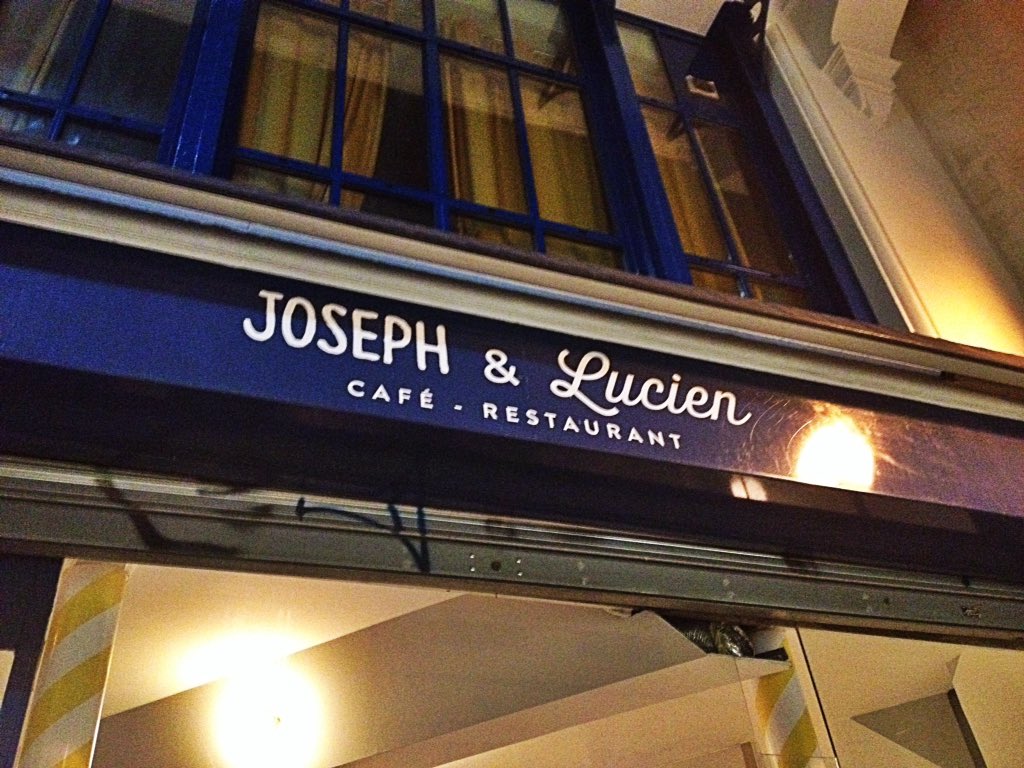 JOSEPH & Lucien
CAFÉ - RESTAURANT